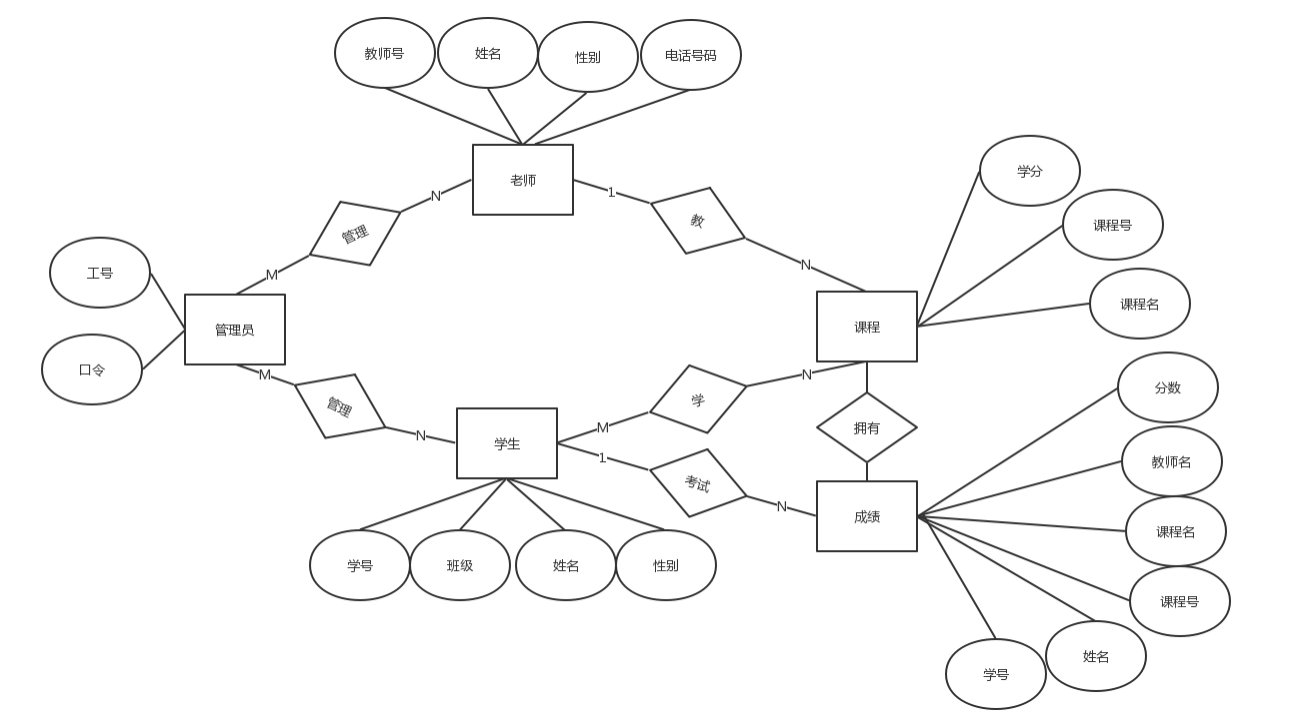 教师号
姓名
性别
电话号码
老师
N
1
管理
教
M
N
学分
课程号
课程名
工号
口令
管理员
课程
M
N
管理
学
M
N
学生
1
考试
N
拥有
成绩
分数
教师名
课程名
课程号
姓名
学号
学号
班级
姓名
性别